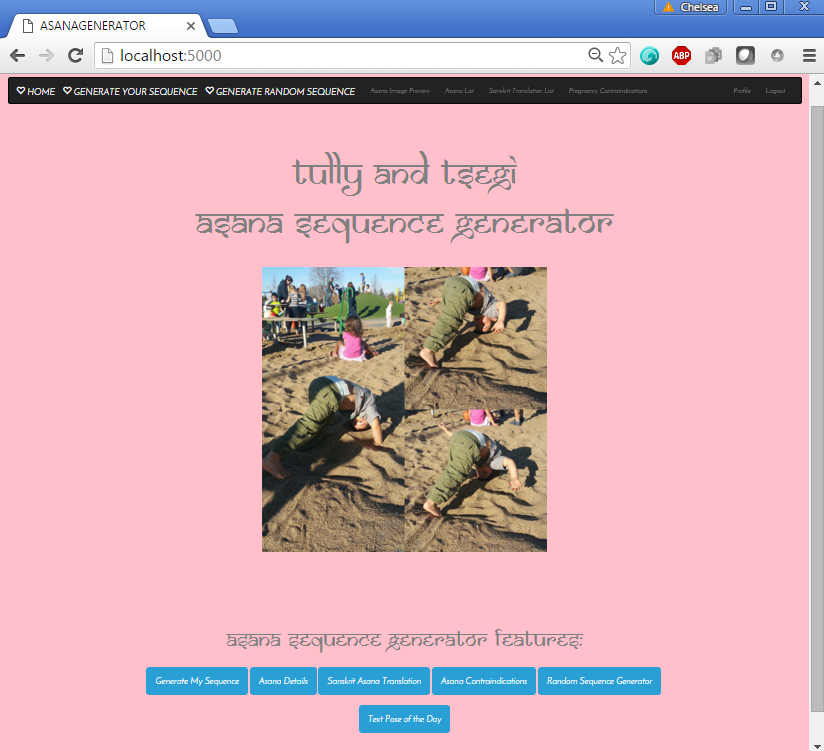 Chelsea
ASANAGENERATOR
localhost:5000
ABP
HOME GENERATE YOUR SEQUENCE GENERATE RANDOM SEQUENCE Asana Image Preview Asana List Sanskrit Translation List Pregnancy Contraindications Profile Logout
Tully and Tsegi
Asana Sequence Generator
Asana Sequence Generator Features:
Generate My Sequence Asana Details Sanskrit Asana Translation Asana Contraindications Random Sequence Generator
Text Pose of the Day